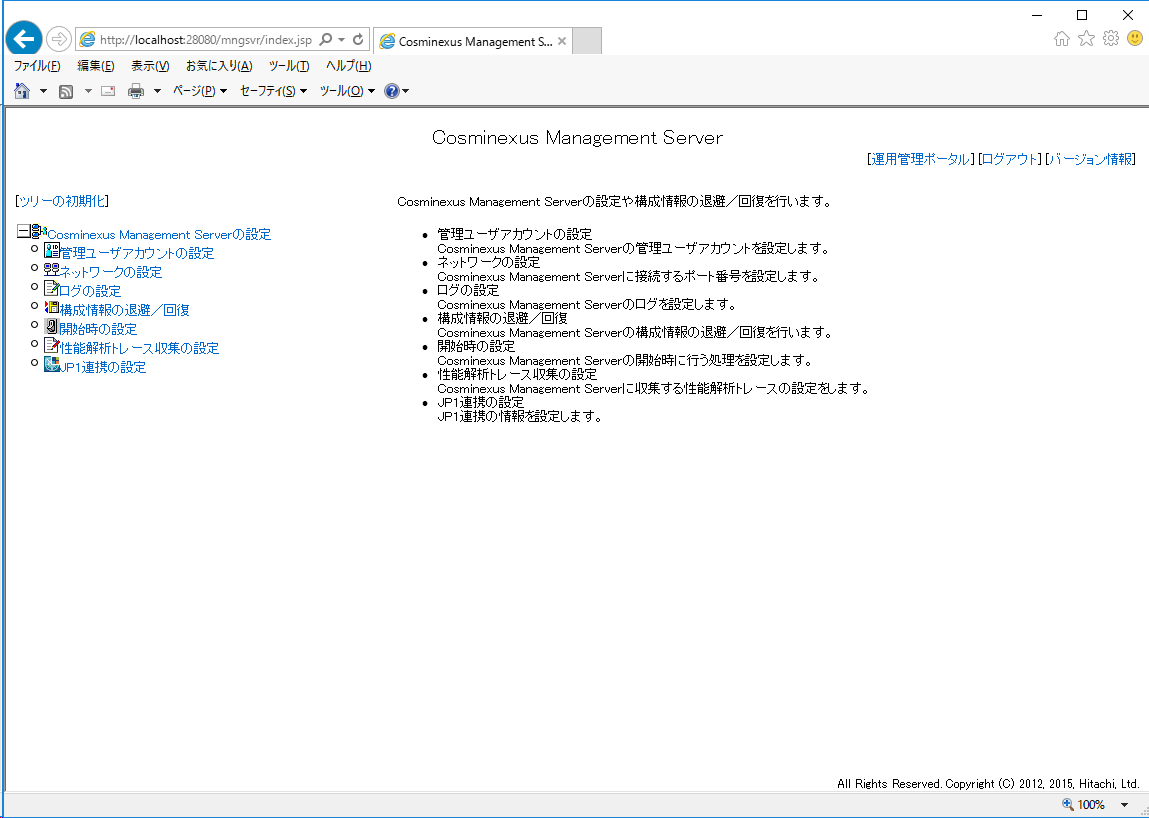 http://localhost:28080/mngsvr/index.jsp
Cosminexus Management S...
ファイル(F) 編集(E) 表示(V) お気に入り(A) ツール(T) ヘルプ(H)
ページ(P) セーフティ(S) ツール(O)
Cosminexus Management Server
[運用管理ポータル] [ログアウト] [バージョン情報]
[ツリーの初期化]
Cosminexus Management Serverの設定
管理ユーザアカウントの設定
ネットワークの設定
ログの設定
構成情報の退避／回復
開始時の設定
性能解析トレース収集の設定
JP1連携の設定
Cosminexus Management Serverの設定や構成情報の退避／回復を行います。
管理ユーザアカウントの設定
Cosminexus Management Serverの管理ユーザアカウントを設定します。
ネットワークの設定
Cosminexus Management Serverに接続するポート番号を設定します。
ログの設定
Cosminexus Management Serverのログを設定します。
構成情報の退避／回復
Cosminexus Management Serverの構成情報の退避／回復を行います。
開始時の設定
Cosminexus Management Serverの開始時に行う処理を設定します。
性能解析トレース収集の設定
Cosminexus Management Serverに収集する性能解析トレースの設定をします。
JP1連携の設定
JP1連携の情報を設定します。
All Rights Reserved. Copyright (C) 2012, 2015, Hitachi, Ltd.
100%